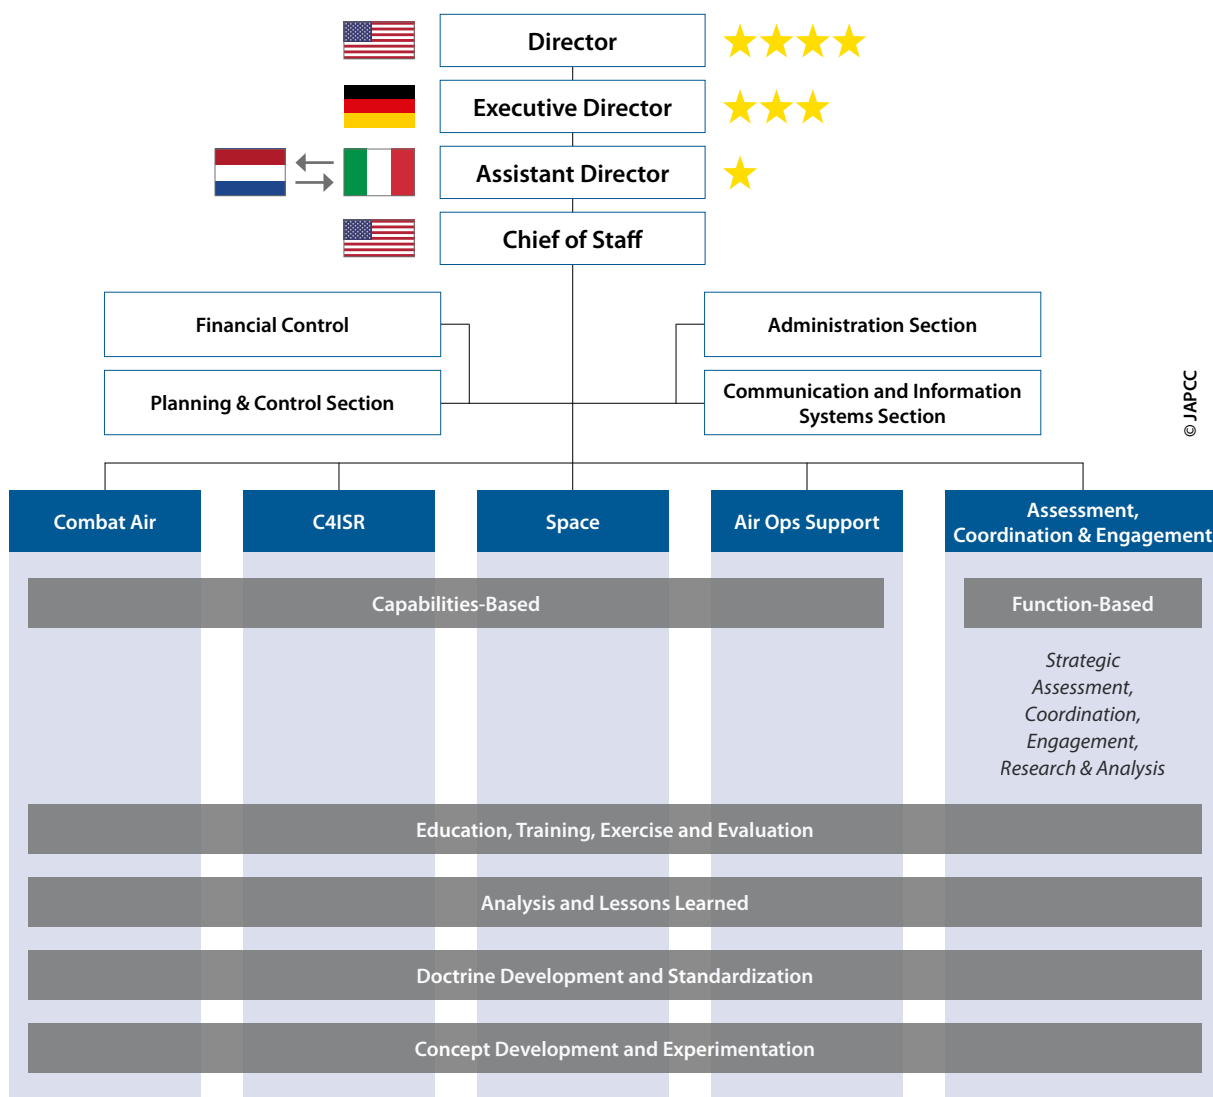 Director
Executive Director
Assistant Director
Chief of Staff
Financial Control
Administration Section
Planning & Control Section
Communication and Information
Systems Section
© JAPCC
Combat Air
C4ISR
Space
Air Ops Support
Assessment,
Coordination & Engagement
Capabilities-Based
Function-Based
Strategic
Assessment,
Coordination,
Engagement,
Research & Analysis
Education, Training, Exercise and Evaluation
Analysis and Lessons Learned
Doctrine Development and Standardization
Concept Development and Experimentation